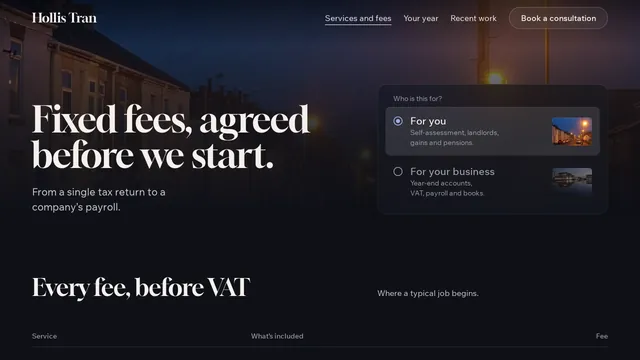 Hollis Tran
Services and fees
Your year
Recent work
Book a consultation
Fixed fees, agreed
before we start.
From a single tax return to a
company's payroll.
Who is this for?
For you
Self-assessment, landlords,
gains and pensions.
For your business
Year-end accounts,
VAT, payroll and books.
Every fee, before VAT
Where a typical job begins.
Service
What's included
Fee